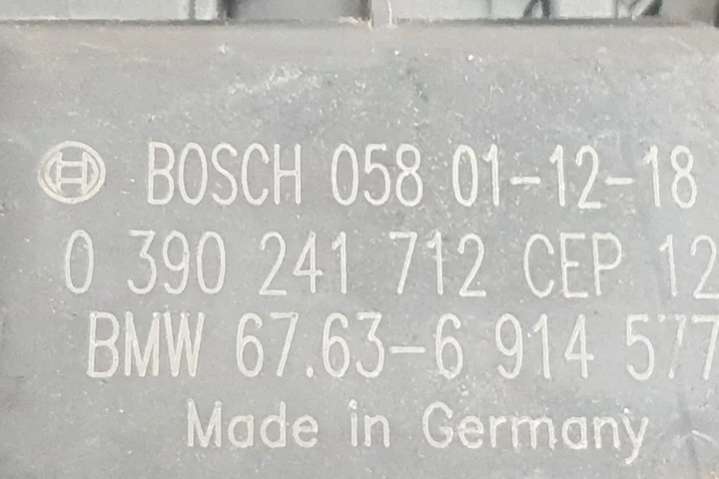 BOSCH 058 01-12-18
0 390 241 712 CEP 12
BMW 67.63-6 914 577
Made in Germany